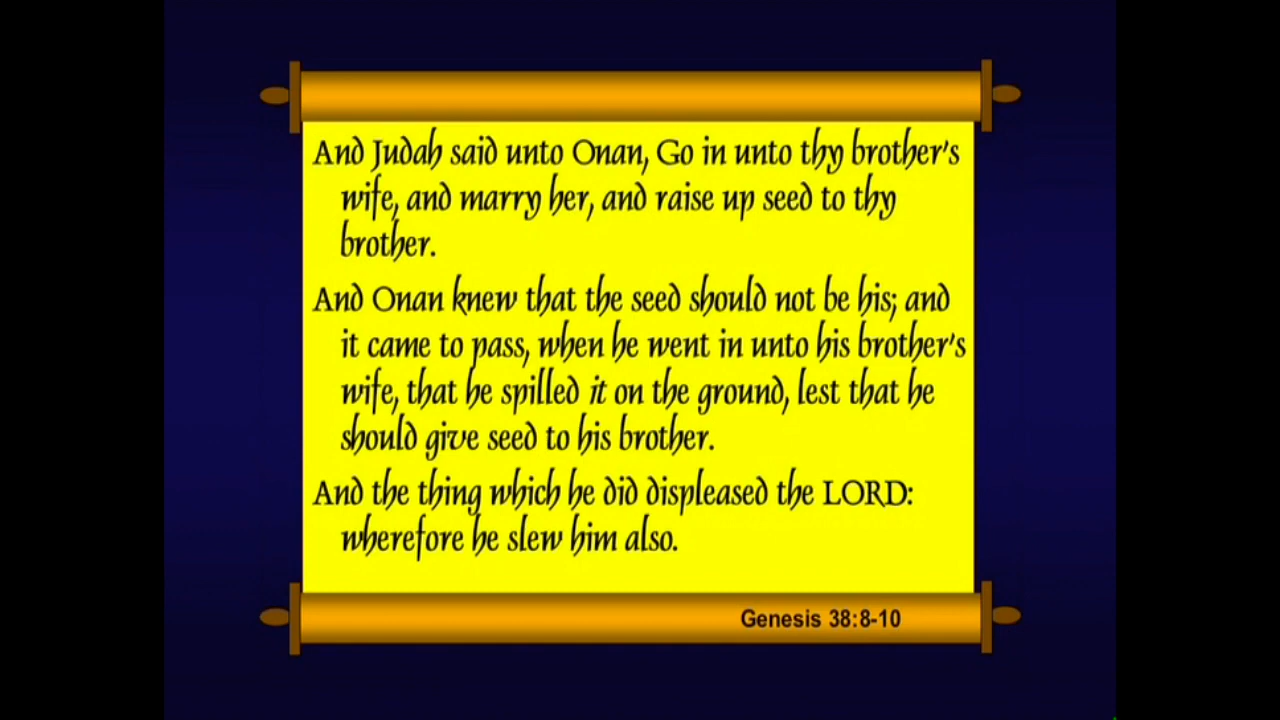 And Judah said unto Onan, Go in unto thy brother's
wife, and marry her, and raise up seed to thy
brother.
And Onan knew that the seed should not be his; and
it came to pass, when he went in unto his brother's
wife, that he spilled it on the ground, lest that he
should give seed to his brother.
And the thing which he did displeased the LORD:
wherefore he slew him also.
Genesis 38:8-10